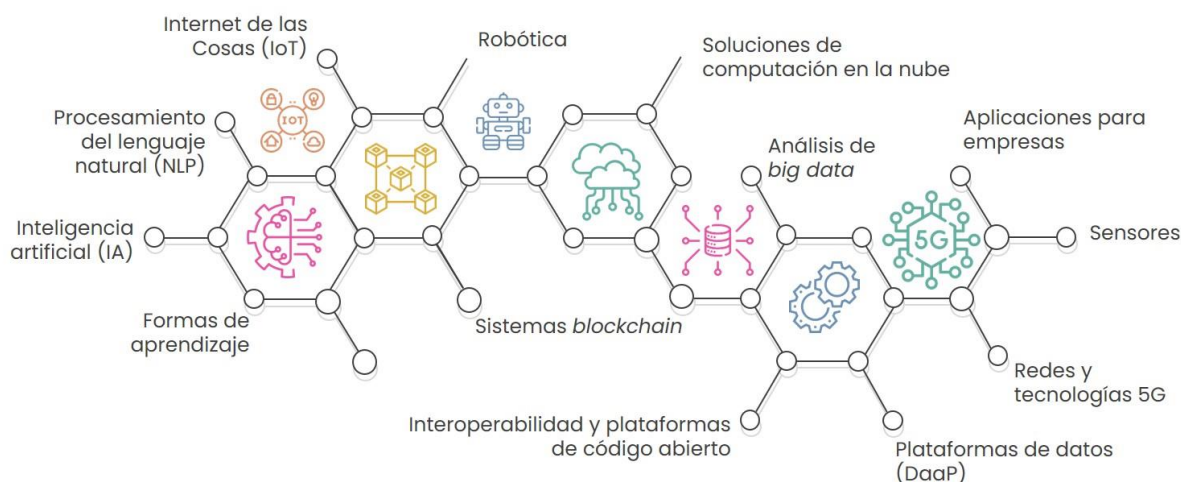 Internet de las
Cosas (IoT)
Robótica
Soluciones de
computación en la nube
Procesamiento
del lenguaje
natural (NLP)
IOT
Análisis de
big data
Aplicaciones para
empresas
Inteligencia
artificial (IA)
5G
Sensores
Formas de
aprendizaje
Sistemas blockchain
Redes y
tecnologías 5G
Interoperabilidad y plataformas
de código abierto
Plataformas de datos
(DaaP)